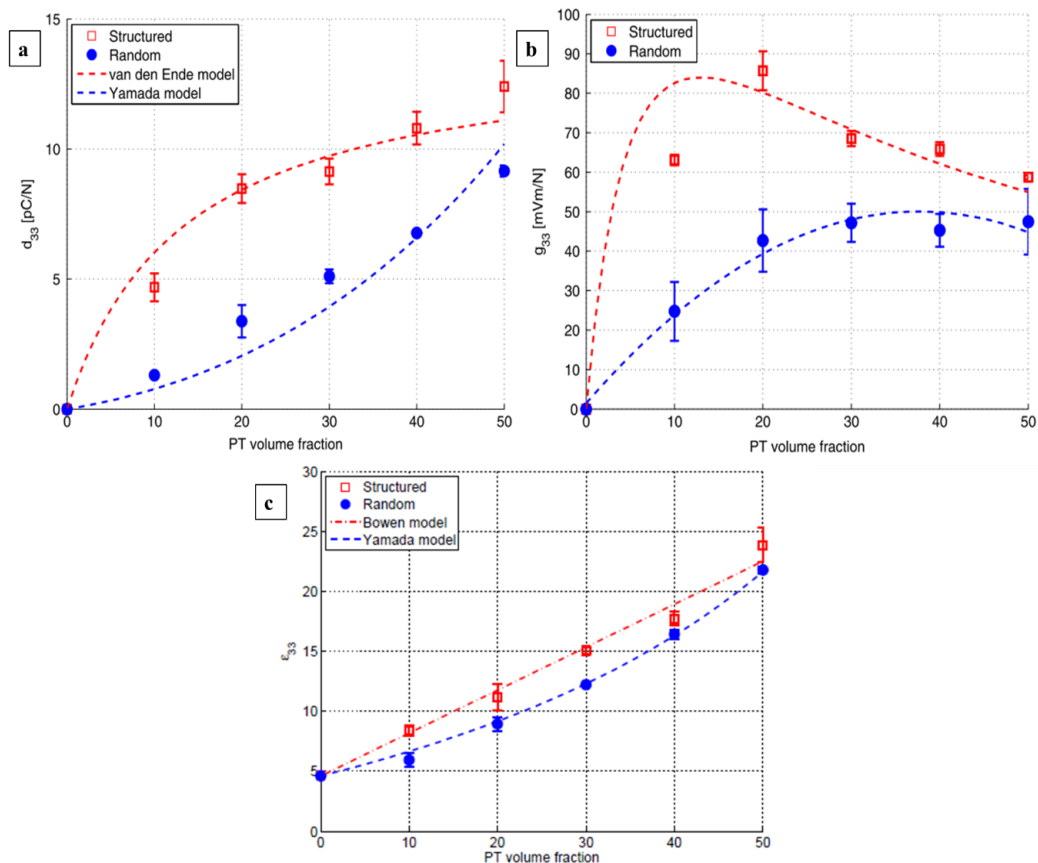 a
Structured
Random
van den Ende model
Yamada model
15
10
5
0
d33 [pC/N]
0 10 20 30 40 50
PT volume fraction
b
Structured
Random
100
90
80
70
60
50
40
30
20
10
0
g33 [mVm/N]
0 10 20 30 40 50
PT volume fraction
c
Structured
Random
Bowen model
Yamada model
30
25
20
15
10
5
0
ε33
0 10 20 30 40 50
PT volume fraction